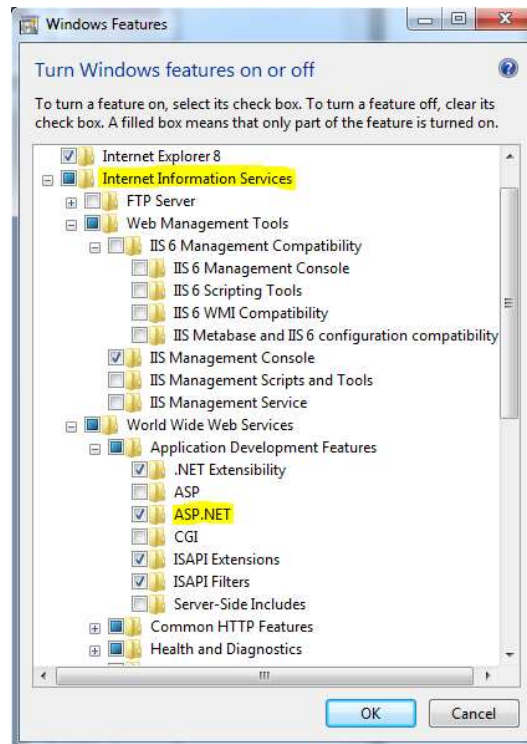 Windows Features
Turn Windows features on or off
To turn a feature on, select its check box. To turn a feature off, clear its
check box. A filled box means that only part of the feature is turned on.
Internet Explorer 8
Internet Information Services
FTP Server
Web Management Tools
IIS 6 Management Compatibility
IIS 6 Management Console
IIS 6 Scripting Tools
IIS 6 WMI Compatibility
IIS Metabase and IIS 6 configuration compatibility
IIS Management Console
IIS Management Scripts and Tools
IIS Management Service
World Wide Web Services
Application Development Features
.NET Extensibility
ASP
ASP.NET
CGI
ISAPI Extensions
ISAPI Filters
Server-Side Includes
Common HTTP Features
Health and Diagnostics
OK Cancel